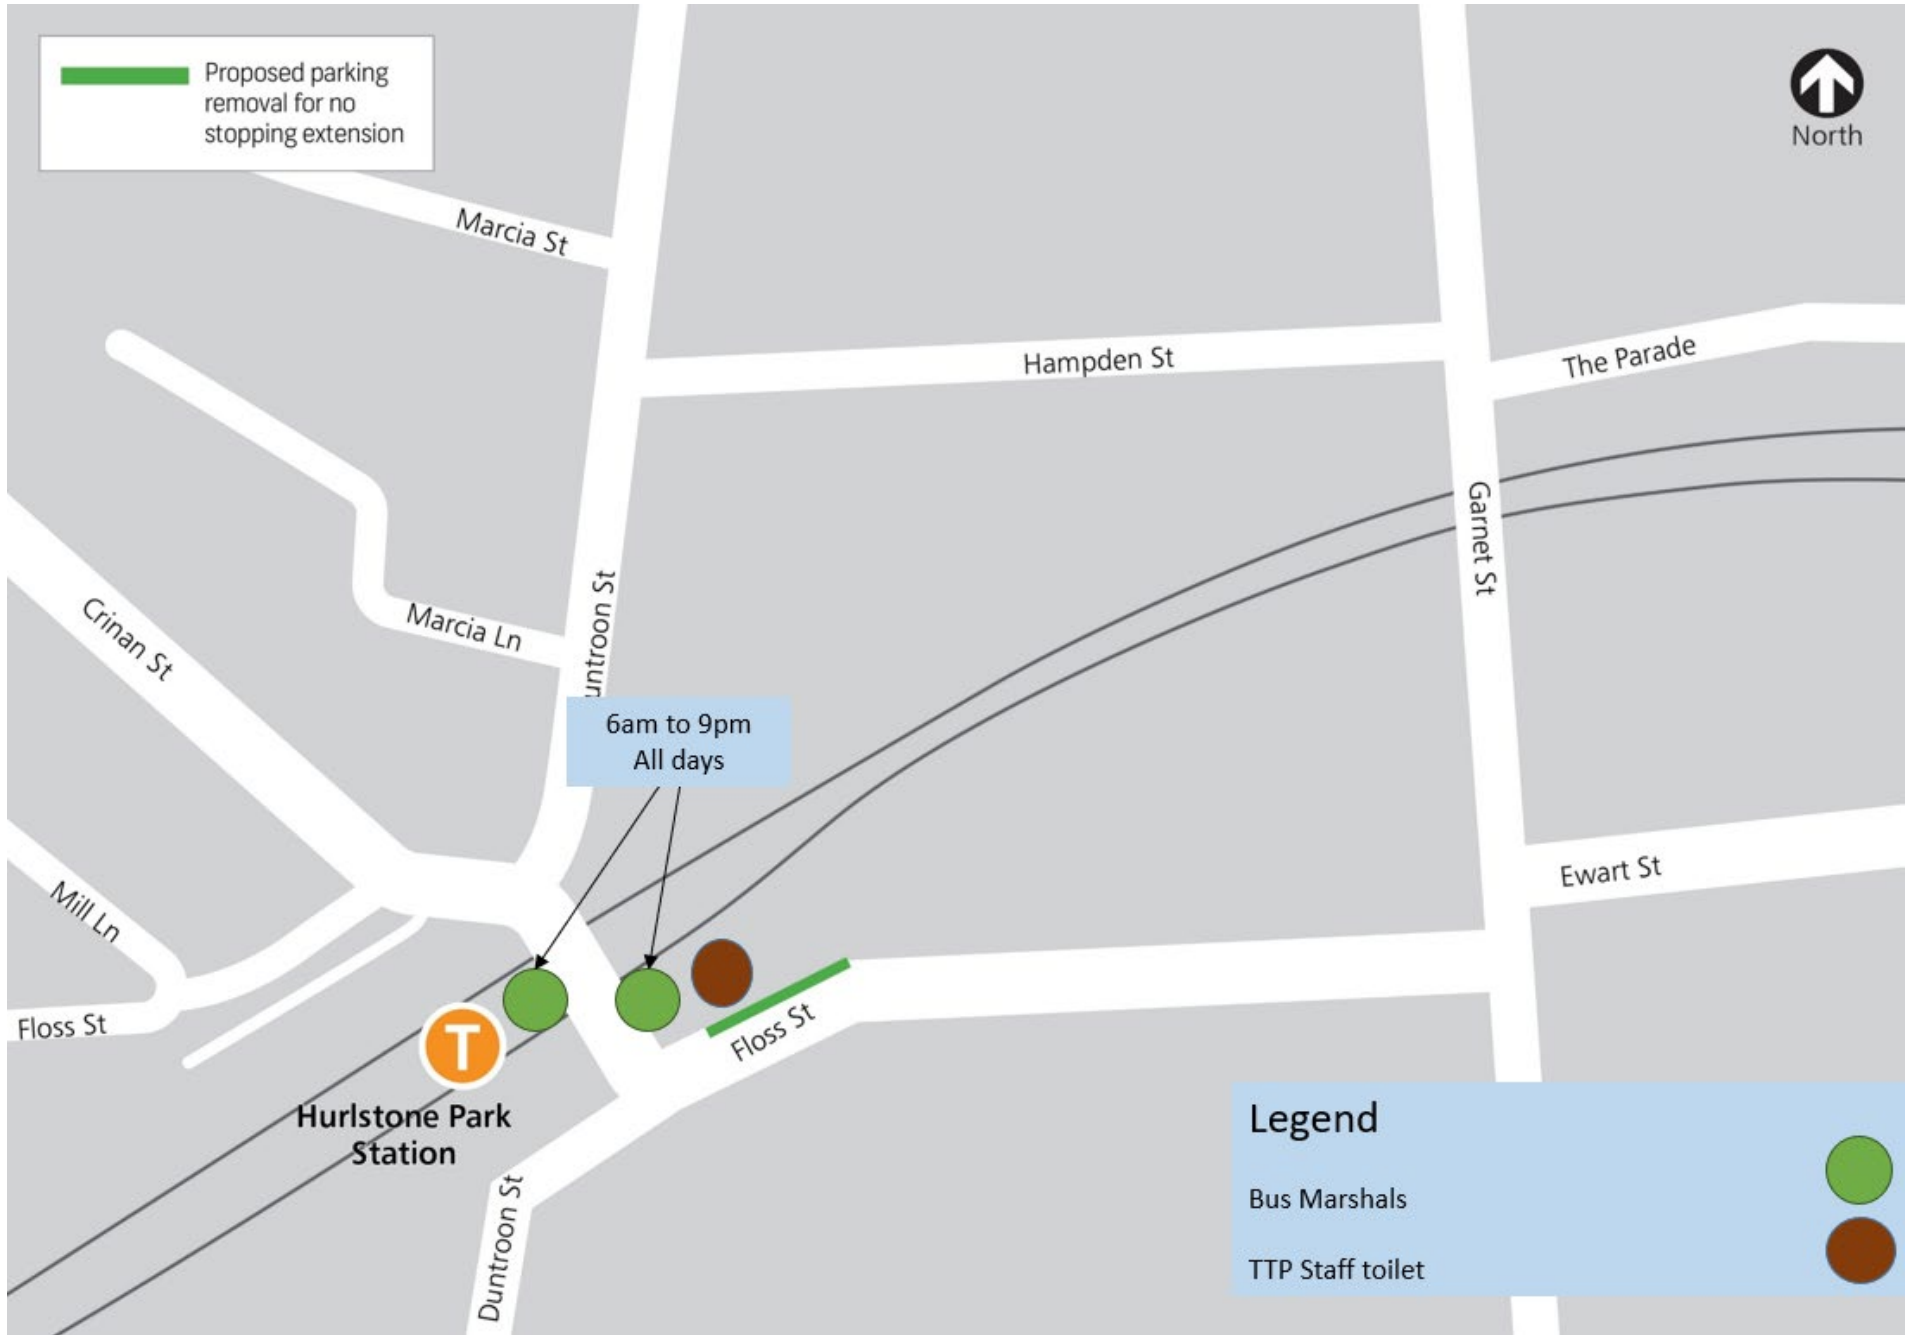 Proposed parking
removal for no
stopping extension
North
Marcia St
Hampden St
The Parade
Garnet St
untroon St
Marcia Ln
Crinan St
6am to 9pm
All days
Mill Ln
Ewart St
Floss St
T
Floss St
Hurlstone Park
Station
Duntroon St
Legend
Bus Marshals
TTP Staff toilet